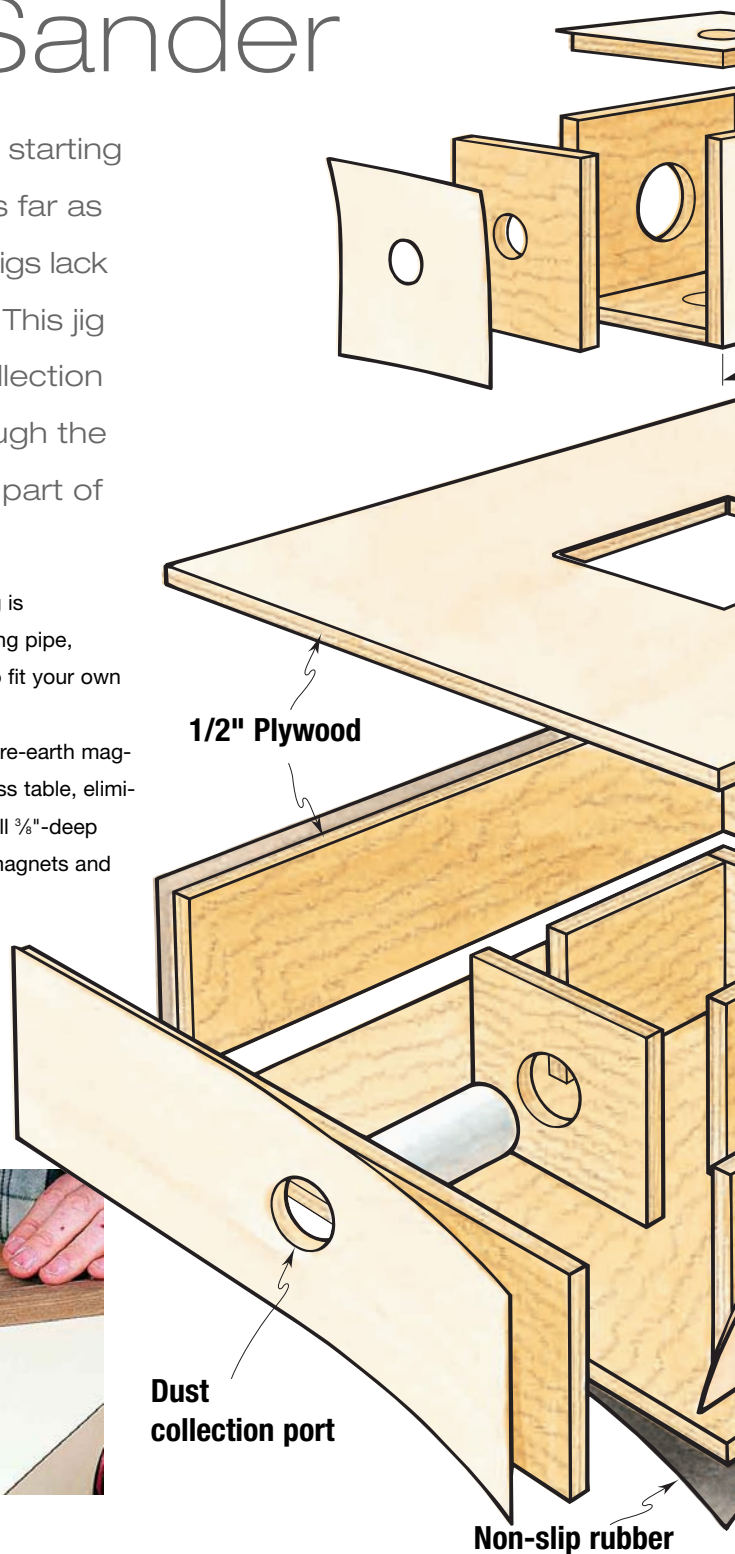 Sander
starting
s far as
igs lack
This jig
llection
ugh the
part of
g is
ng pipe,
o fit your own
re-earth mag-
ss table, elimi-
ll ³⁄₈"-deep
magnets and
1/2" Plywood
Dust
collection port
Non-slip rubber